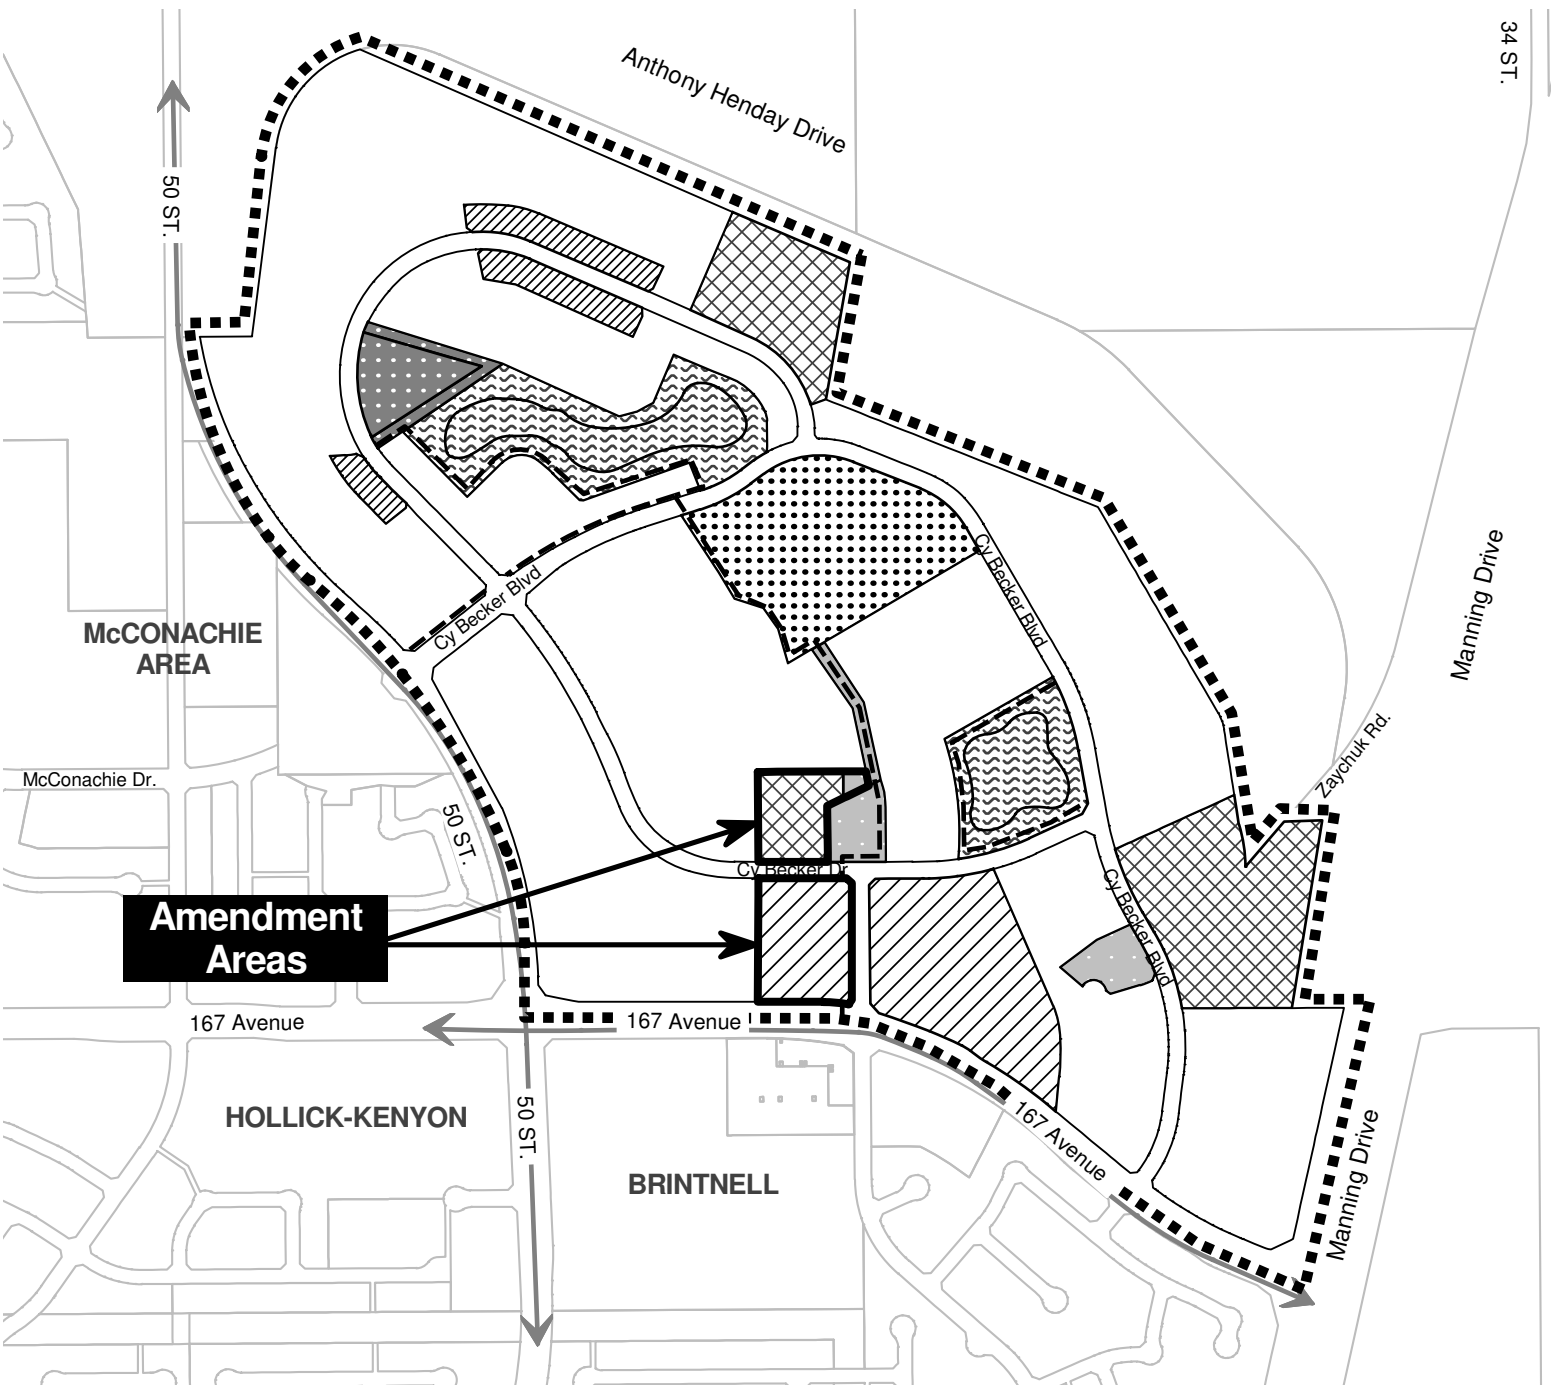 34 ST.
Anthony Henday Drive
50 ST.
Cy Becker Blvd
Manning Drive
Cy Becker Blvd
McCONACHIE
AREA
Zaychuk Rd.
McConachie Dr.
50 ST.
Cy Becker Dr
Cy Becker Blvd
Amendment
Areas
167 Avenue
167 Avenue
50 ST.
HOLLICK-KENYON
167 Avenue
BRINTNELL
Manning Drive